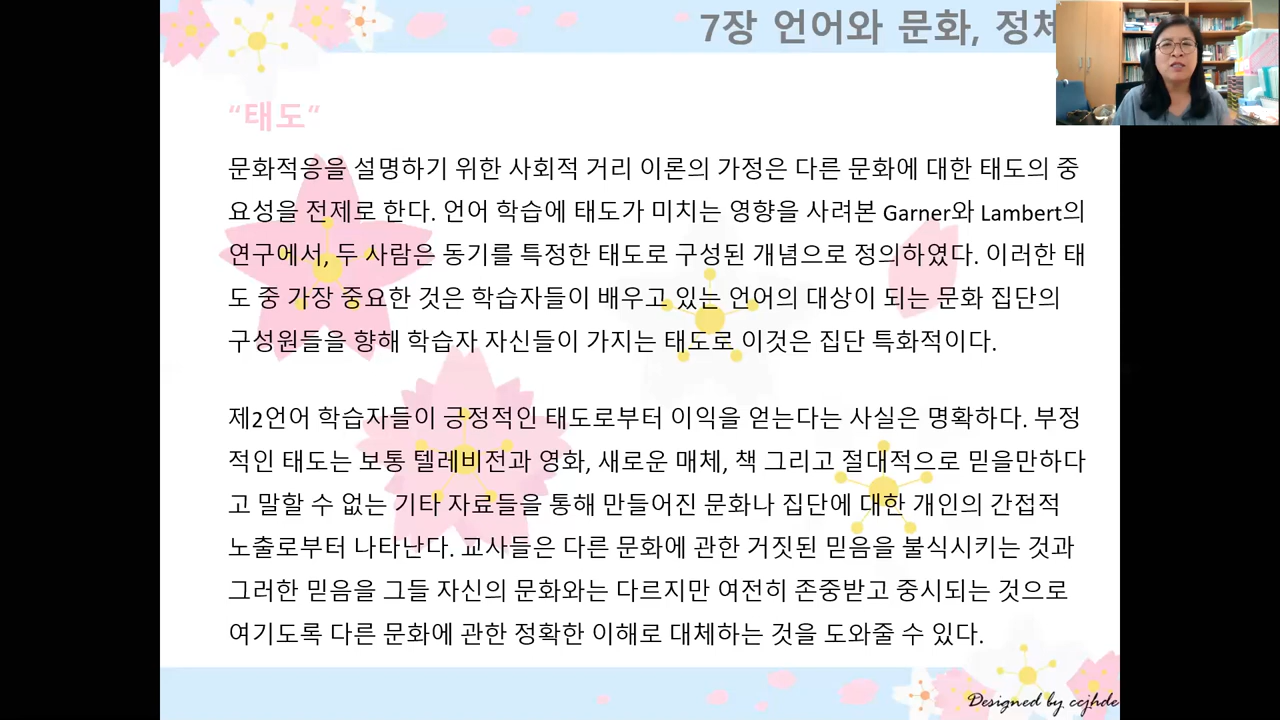 7장 언어와 문화, 정체
“태도”
문화적응을 설명하기 위한 사회적 거리 이론의 가정은 다른 문화에 대한 태도의 중
요성을 전제로 한다. 언어 학습에 태도가 미치는 영향을 사려본 Garner와 Lambert의
연구에서, 두 사람은 동기를 특정한 태도로 구성된 개념으로 정의하였다. 이러한 태
도 중 가장 중요한 것은 학습자들이 배우고 있는 언어의 대상이 되는 문화 집단의
구성원들을 향해 학습자 자신들이 가지는 태도로 이것은 집단 특화적이다.
제2언어 학습자들이 긍정적인 태도로부터 이익을 얻는다는 사실은 명확하다. 부정
적인 태도는 보통 텔레비전과 영화, 새로운 매체, 책 그리고 절대적으로 믿을만하다
고 말할 수 없는 기타 자료들을 통해 만들어진 문화나 집단에 대한 개인의 간접적
노출로부터 나타난다. 교사들은 다른 문화에 관한 거짓된 믿음을 불식시키는 것과
그러한 믿음을 그들 자신의 문화와는 다르지만 여전히 존중받고 중시되는 것으로
여기도록 다른 문화에 관한 정확한 이해로 대체하는 것을 도와줄 수 있다.
Designed by ccjhde